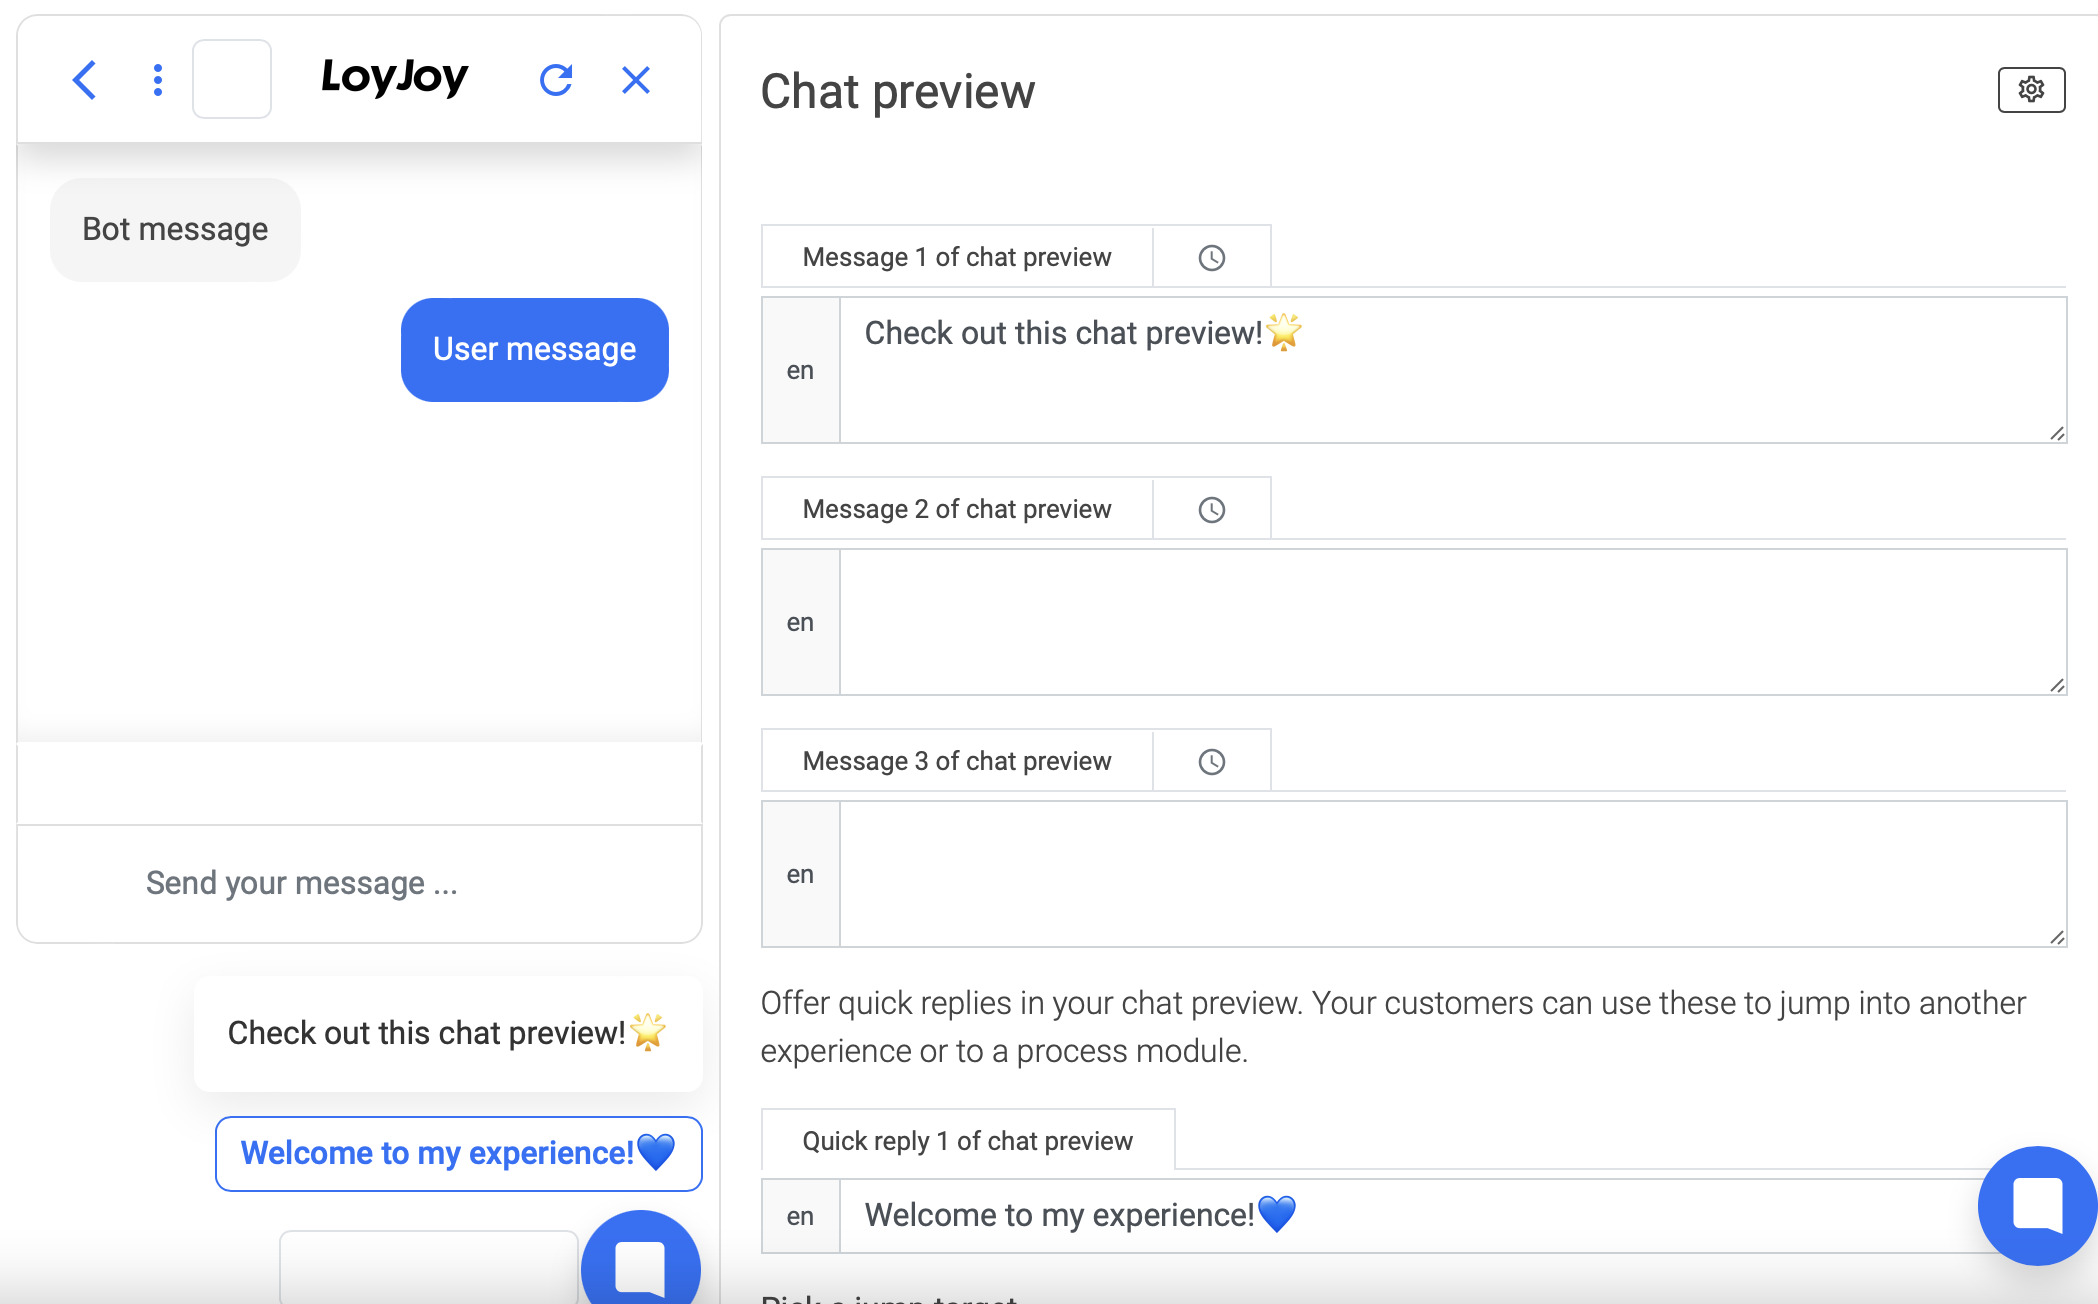 LoyJoy
Bot message
User message
Send your message ...
Check out this chat preview!🌟
Welcome to my experience!💙
Chat preview
Message 1 of chat preview
en
Check out this chat preview!🌟
Message 2 of chat preview
en
Message 3 of chat preview
en
Offer quick replies in your chat preview. Your customers can use these to jump into another
experience or to a process module.
Quick reply 1 of chat preview
en
Welcome to my experience!💙
Pick a jump target